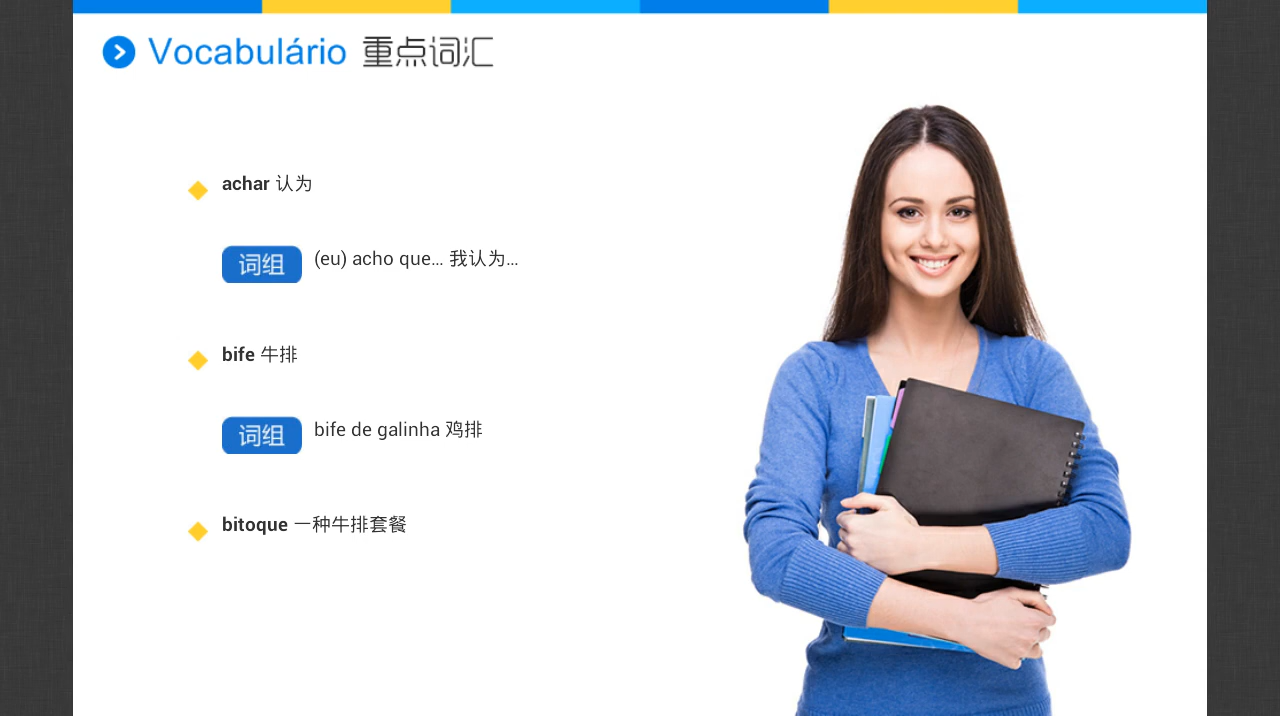 Vocabulário 重点词汇
achar 认为
词组 (eu) acho que... 我认为...
bife 牛排
词组 bife de galinha 鸡排
bitoque 一种牛排套餐